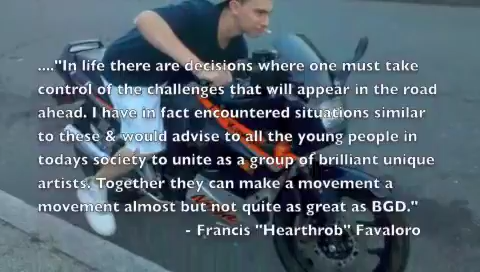 ...."In life there are decisions where one must take
control of the challenges that will appear in the road
ahead. I have in fact encountered situations similar
to these & would advise to all the young people in
todays society to unite as a group of brilliant unique
artists. Together they can make a movement a
movement almost but not quite as great as BGD."
- Francis "Hearthrob" Favaloro